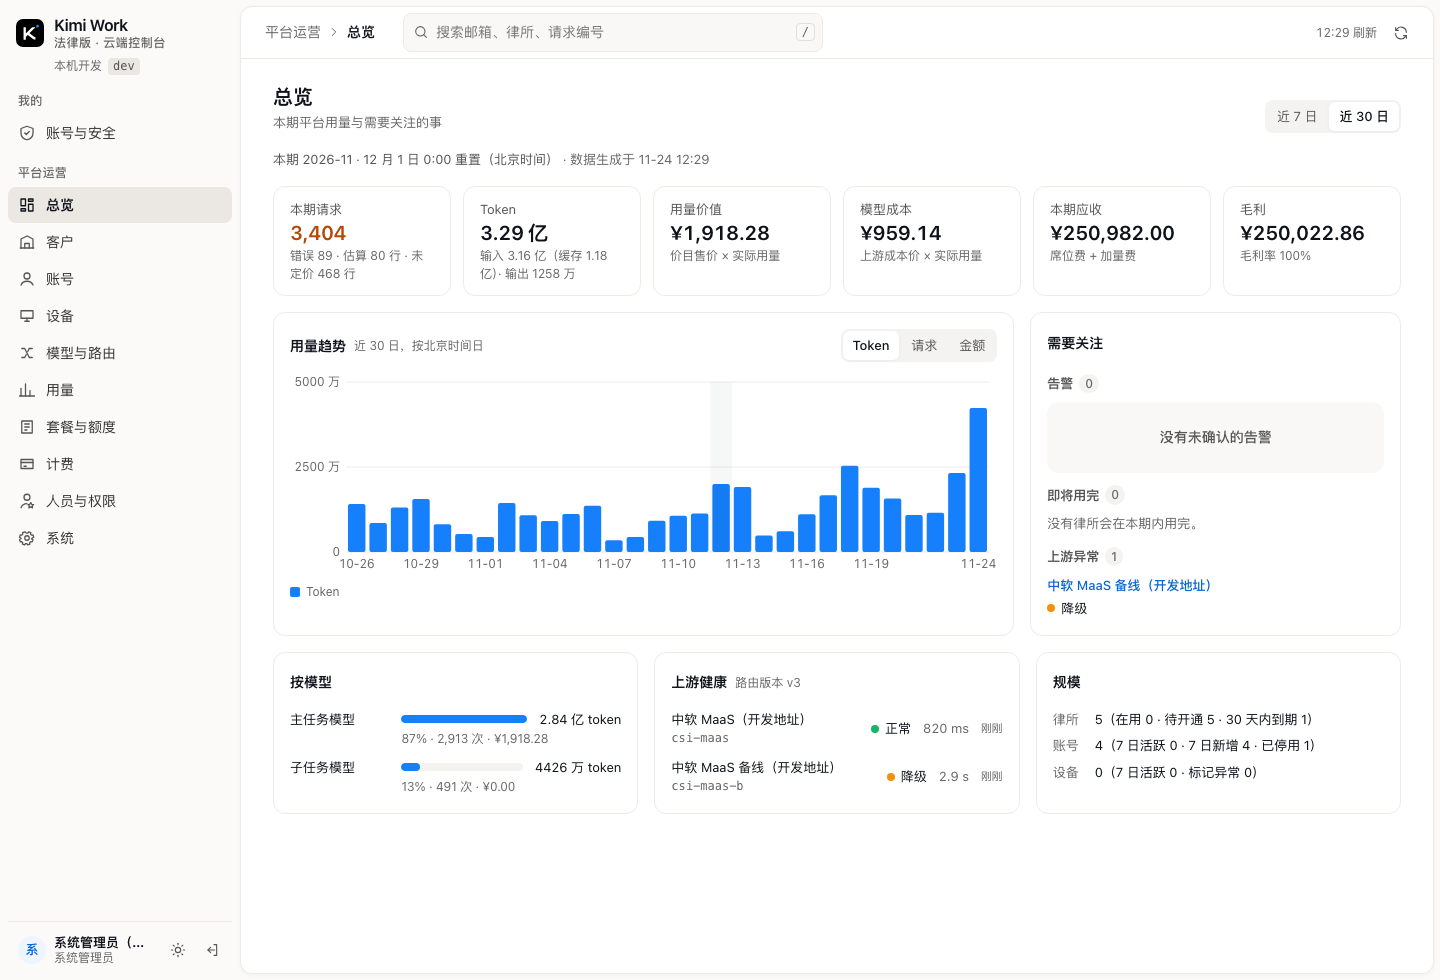 Kimi Work
法律版 · 云端控制台
本机开发 dev
我的
账号与安全
平台运营
总览
客户
账号
设备
模型与路由
用量
套餐与额度
计费
人员与权限
系统
系 系统管理员（...
系统管理员
平台运营 > 总览
搜索邮箱、律所、请求编号 /
12:29 刷新
总览
本期平台用量与需要关注的事
近 7 日 近 30 日
本期 2026-11 · 12 月 1 日 0:00 重置（北京时间） · 数据生成于 11-24 12:29
本期请求
3,404
错误 89 · 估算 80 行 · 未
定价 468 行
Token
3.29 亿
输入 3.16 亿（缓存 1.18
亿）· 输出 1258 万
用量价值
¥1,918.28
价目售价 × 实际用量
模型成本
¥959.14
上游成本价 × 实际用量
本期应收
¥250,982.00
席位费 + 加量费
毛利
¥250,022.86
毛利率 100%
用量趋势 近 30 日，按北京时间日
Token 请求 金额
5000 万
2500 万
0
10-26 10-29 11-01 11-04 11-07 11-10 11-13 11-16 11-19 11-24
Token
需要关注
告警 0
没有未确认的告警
即将用完 0
没有律所会在本期内用完。
上游异常 1
中软 MaaS 备线（开发地址）
降级
按模型
主任务模型 2.84 亿 token
87% · 2,913 次 · ¥1,918.28
子任务模型 4426 万 token
13% · 491 次 · ¥0.00
上游健康 路由版本 v3
中软 MaaS（开发地址）
csi-maas
正常 820 ms 刚刚
中软 MaaS 备线（开发地址）
csi-maas-b
降级 2.9 s 刚刚
规模
律所 5（在用 0 · 待开通 5 · 30 天内到期 1）
账号 4（7 日活跃 0 · 7 日新增 4 · 已停用 1）
设备 0（7 日活跃 0 · 标记异常 0）